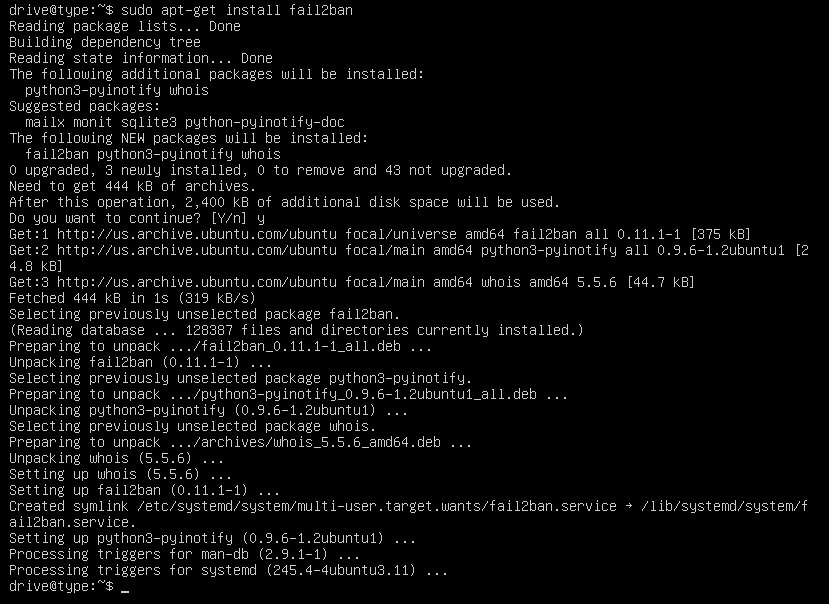 drive@type:~$ sudo apt-get install fail2ban
Reading package lists... Done
Building dependency tree
Reading state information... Done
The following additional packages will be installed:
  python3-pyinotify whois
Suggested packages:
  mailx monit sqlite3 python-pyinotify-doc
The following NEW packages will be installed:
  fail2ban python3-pyinotify whois
0 upgraded, 3 newly installed, 0 to remove and 43 not upgraded.
Need to get 444 kB of archives.
After this operation, 2,400 kB of additional disk space will be used.
Do you want to continue? [Y/n] y
Get:1 http://us.archive.ubuntu.com/ubuntu focal/universe amd64 fail2ban all 0.11.1-1 [375 kB]
Get:2 http://us.archive.ubuntu.com/ubuntu focal/main amd64 python3-pyinotify all 0.9.6-1.2ubuntu1 [2
4.8 kB]
Get:3 http://us.archive.ubuntu.com/ubuntu focal/main amd64 whois amd64 5.5.6 [44.7 kB]
Fetched 444 kB in 1s (319 kB/s)
Selecting previously unselected package fail2ban.
(Reading database ... 128387 files and directories currently installed.)
Preparing to unpack .../fail2ban_0.11.1-1_all.deb ...
Unpacking fail2ban (0.11.1-1) ...
Selecting previously unselected package python3-pyinotify.
Preparing to unpack .../python3-pyinotify_0.9.6-1.2ubuntu1_all.deb ...
Unpacking python3-pyinotify (0.9.6-1.2ubuntu1) ...
Selecting previously unselected package whois.
Preparing to unpack .../archives/whois_5.5.6_amd64.deb ...
Unpacking whois (5.5.6) ...
Setting up whois (5.5.6) ...
Setting up fail2ban (0.11.1-1) ...
Created symlink /etc/systemd/system/multi-user.target.wants/fail2ban.service → /lib/systemd/system/f
ail2ban.service.
Setting up python3-pyinotify (0.9.6-1.2ubuntu1) ...
Processing triggers for man-db (2.9.1-1) ...
Processing triggers for systemd (245.4-4ubuntu3.11) ...
drive@type:~$ _